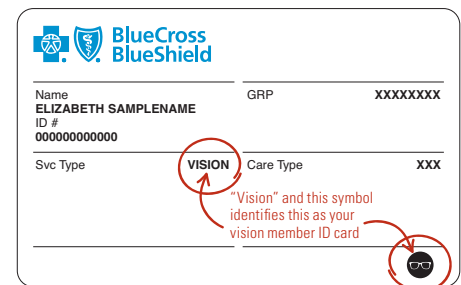 BlueCross
BlueShield
Name
ELIZABETH SAMPLENAME
ID #
000000000000
GRP XXXXXXXX
Svc Type VISION
Care Type XXX
"Vision" and this symbol
identifies this as your
vision member ID card